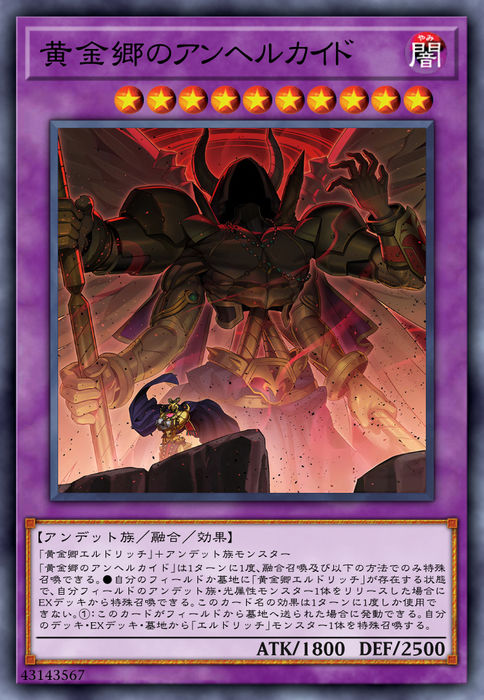 黄金郷のアンヘルカイド
やみ
闇
【アンデット族／融合／効果】
「黄金卿エルドリッチ」＋アンデット族モンスター
「黄金郷のアンヘルカイド」は1ターンに1度、融合召喚及び以下の方法でのみ特殊
召喚できる。●自分のフィールドか墓地に「黄金卿エルドリッチ」が存在する状態
で、自分フィールドのアンデット族・光属性モンスター1体をリリースした場合に
EXデッキから特殊召喚できる。このカード名の効果は1ターンに1度しか使用で
きない。①：このカードがフィールドから墓地へ送られた場合に発動できる。自分
のデッキ・EXデッキ・墓地から「エルドリッチ」モンスター1体を特殊召喚する。
ATK/1800 DEF/2500
43143567